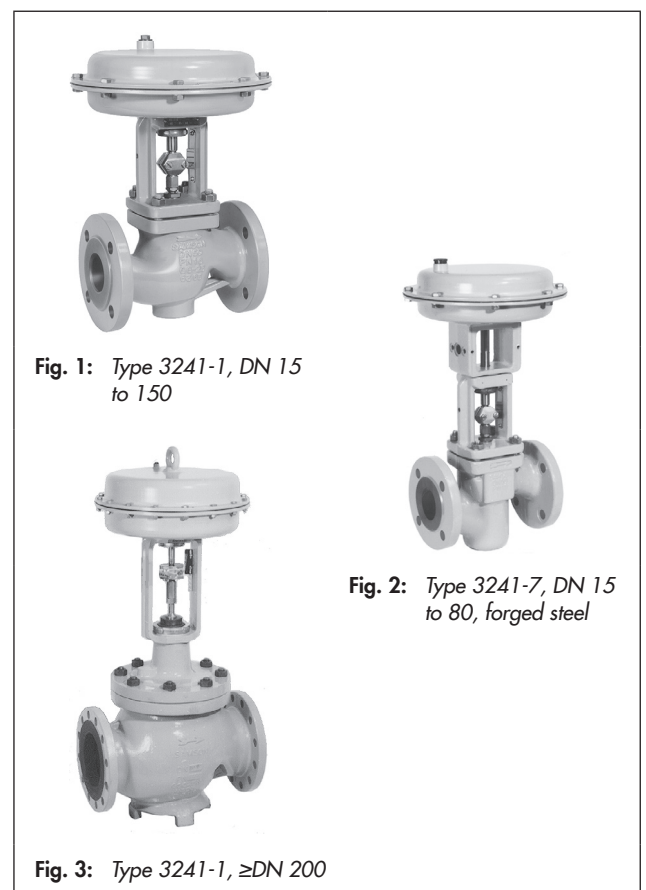 Fig. 1: Type 3241-1, DN 15
to 150
Fig. 2: Type 3241-7, DN 15
to 80, forged steel
Fig. 3: Type 3241-1, ≥DN 200